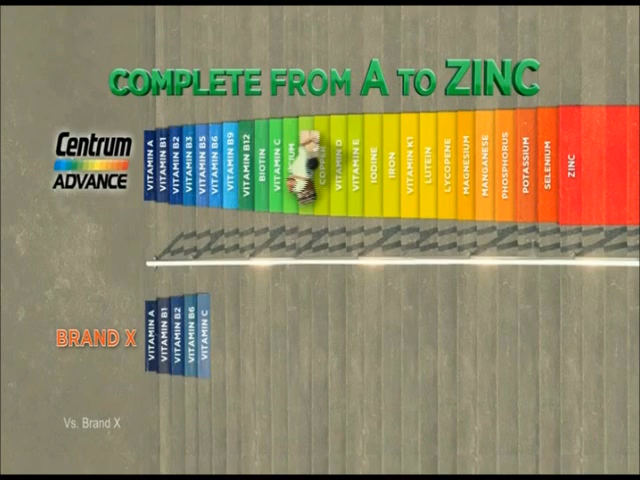 COMPLETE FROM A TO ZINC
Centrum
ADVANCE
VITAMIN A
VITAMIN B1
VITAMIN B2
VITAMIN B3
VITAMIN B5
VITAMIN B6
VITAMIN B9
VITAMIN B12
BIOTIN
VITAMIN C
COPPER
VITAMIN D
VITAMIN E
IODINE
IRON
VITAMIN K1
LUTEIN
LYCOPENE
MAGNESIUM
MANGANESE
PHOSPHORUS
POTASSIUM
SELENIUM
ZINC
BRAND X
VITAMIN A
VITAMIN B1
VITAMIN B2
VITAMIN B6
VITAMIN C
Vs. Brand X